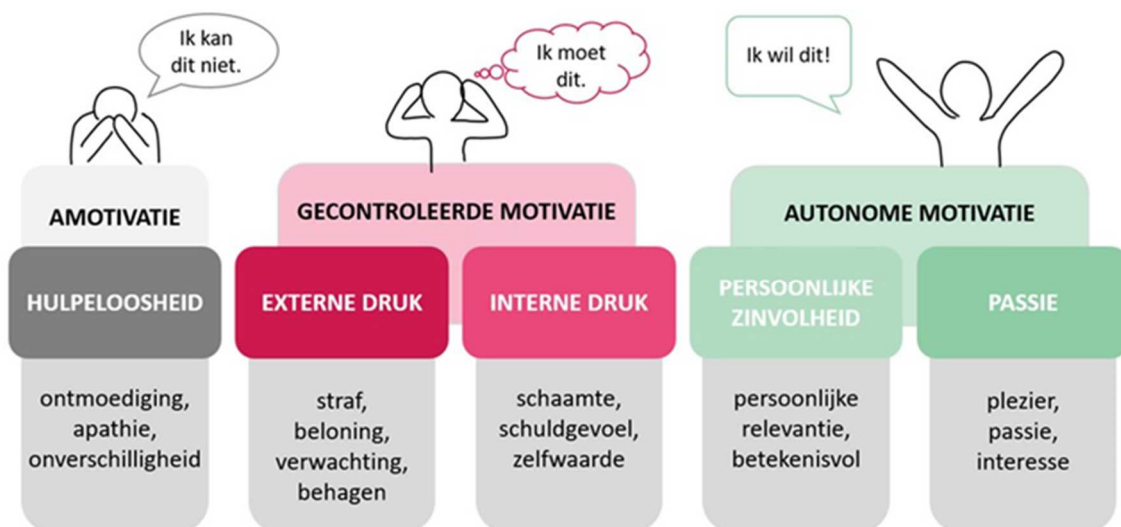 Ik kan
dit niet.
Ik moet
dit.
Ik wil dit!
AMOTIVATIE
GECONTROLEERDE MOTIVATIE
AUTONOME MOTIVATIE
HULPELOOSHEID
EXTERNE DRUK
INTERNE DRUK
PERSOONLIJKE
ZINVOLHEID
PASSIE
ontmoediging,
apathie,
onverschilligheid
straf,
beloning,
verwachting,
behagen
schaamte,
schuldgevoel,
zelfwaarde
persoonlijke
relevantie,
betekenisvol
plezier,
passie,
interesse